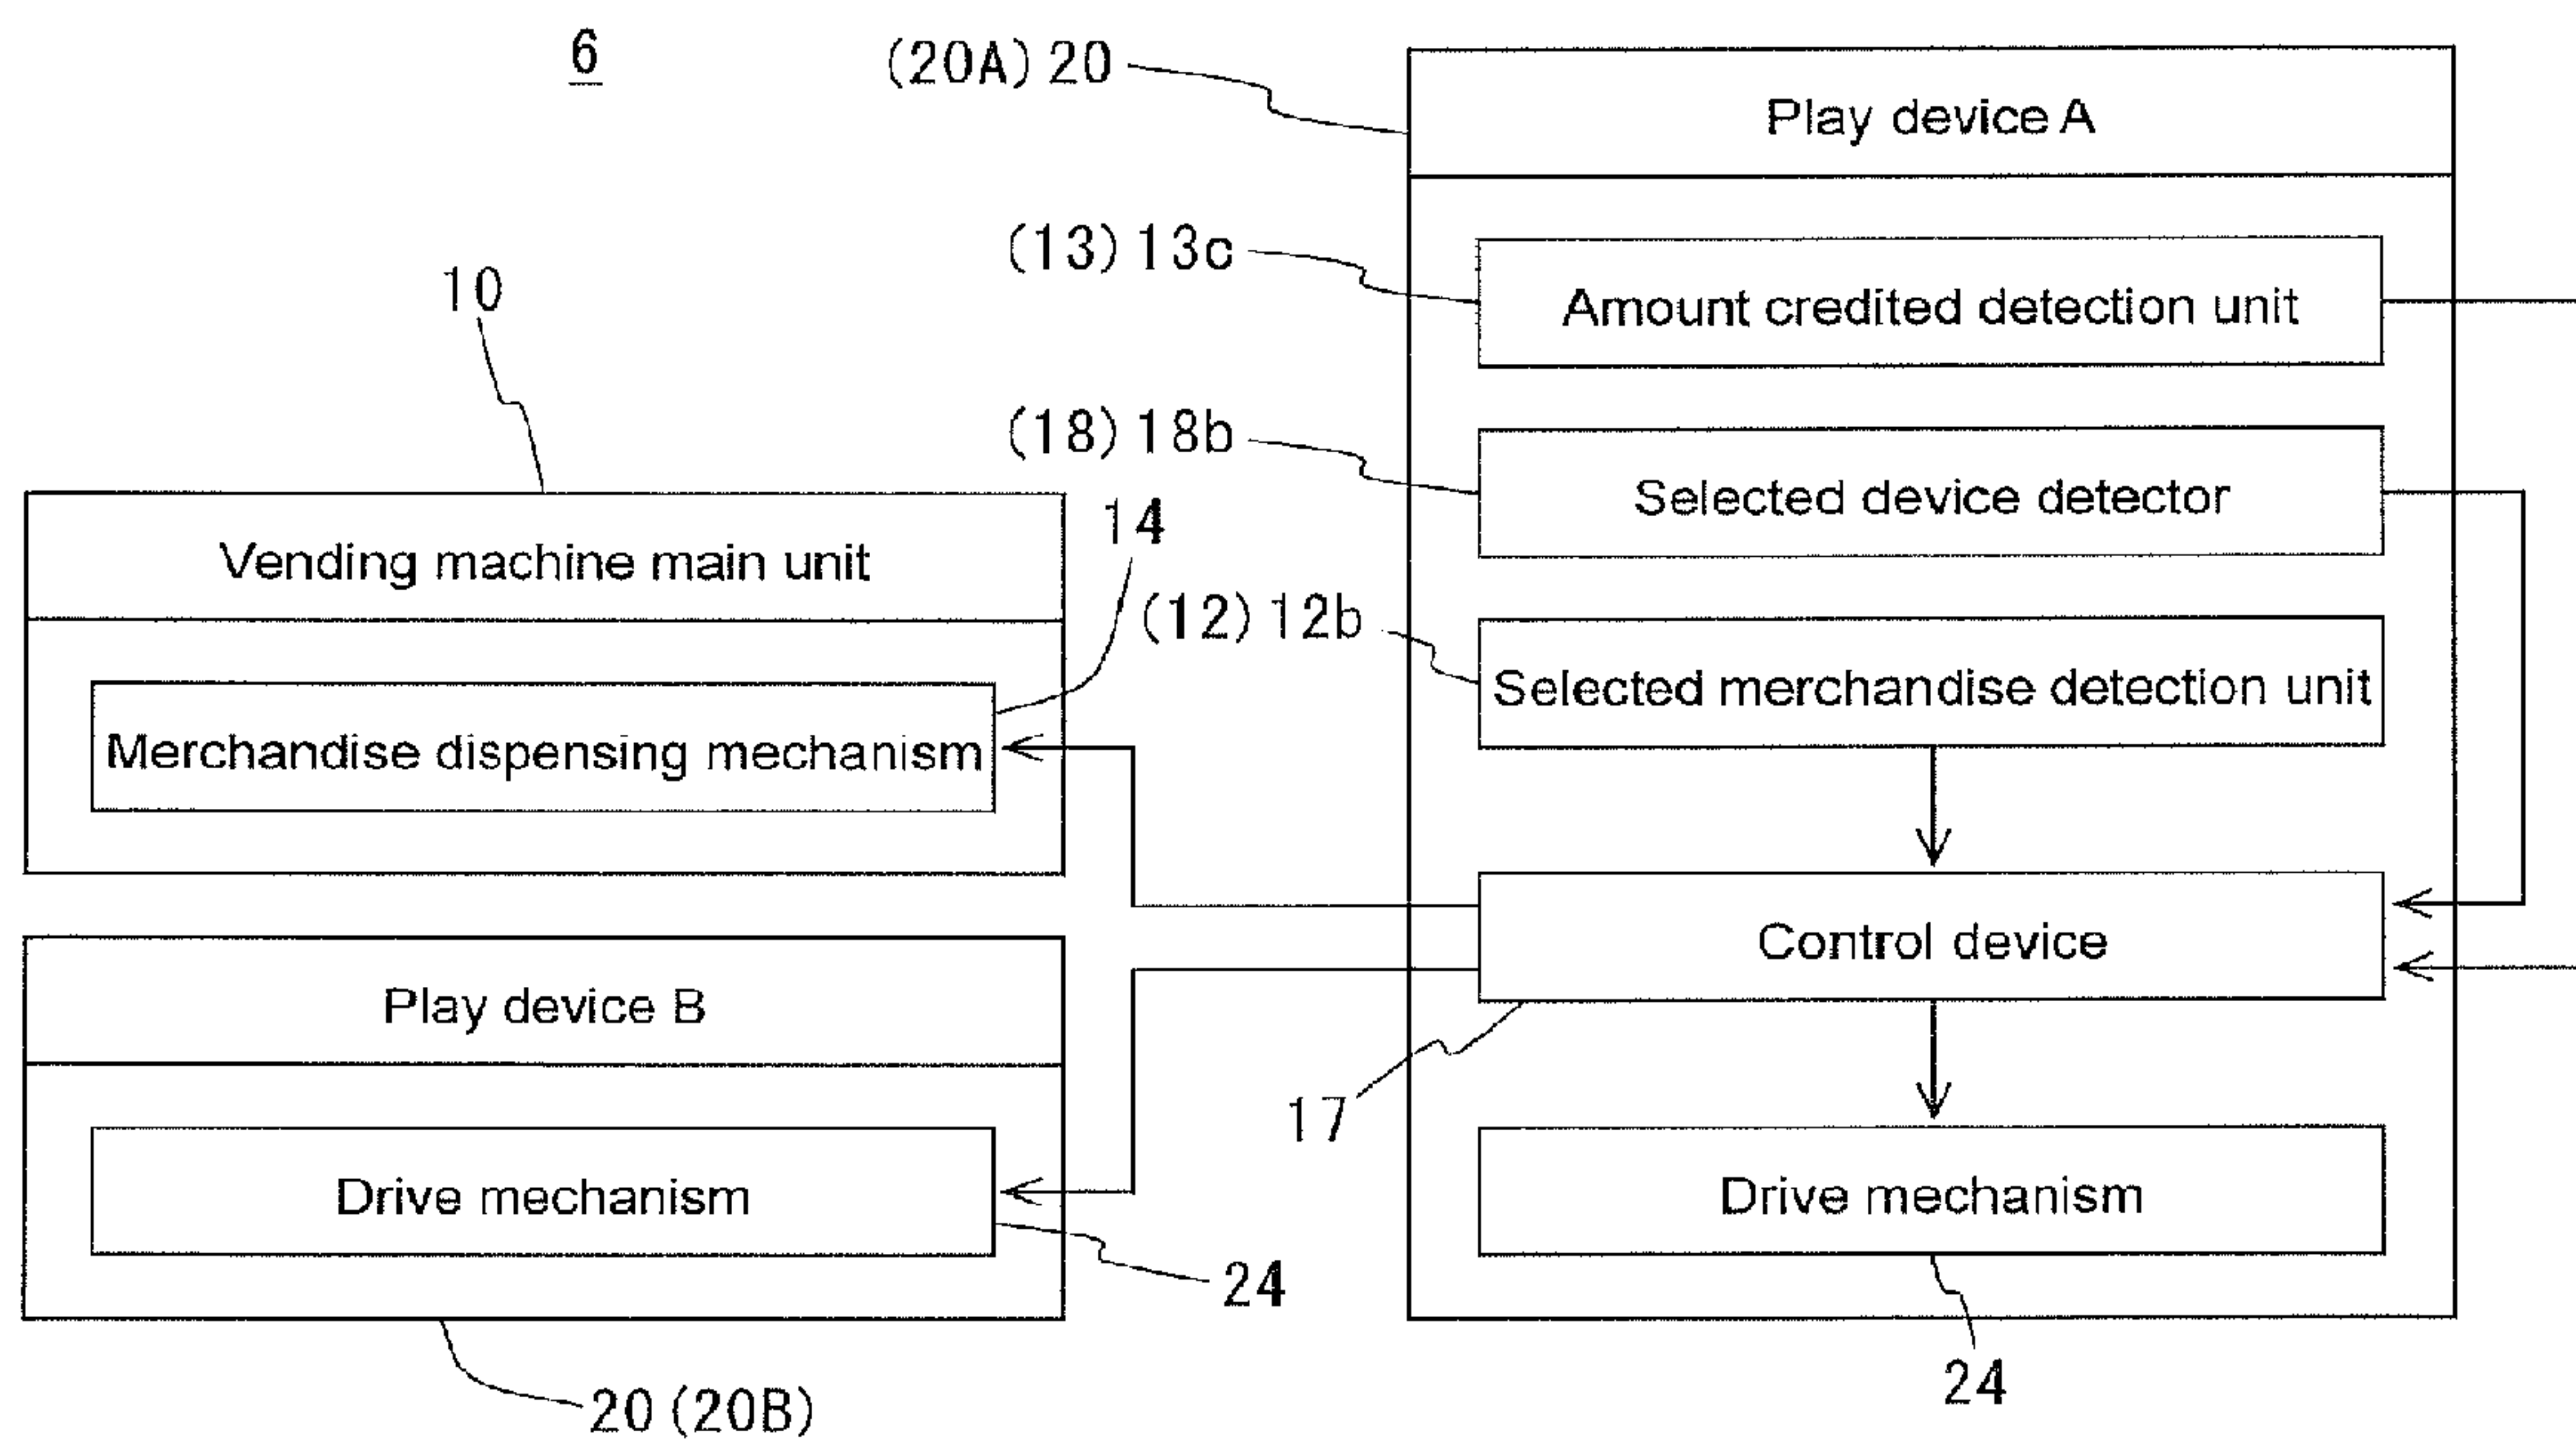 6
(20A) 20
Play device A
(13) 13c
Amount credited detection unit
10
(18) 18b
Selected device detector
Vending machine main unit
14
(12) 12b
Selected merchandise detection unit
Merchandise dispensing mechanism
Control device
Play device B
17
Drive mechanism
Drive mechanism
24
24
20 (20B)